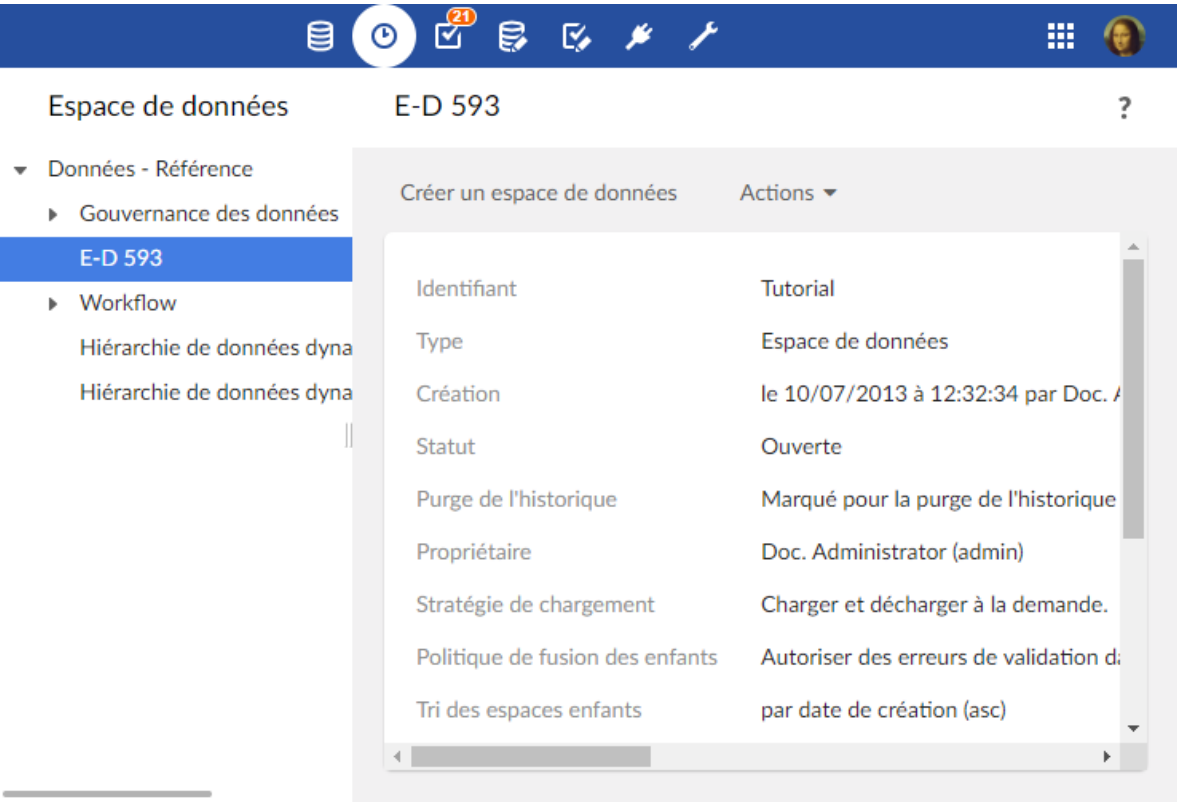 21
Espace de données
E-D 593
?
Données - Référence
Gouvernance des données
E-D 593
Workflow
Hiérarchie de données dyna
Hiérarchie de données dyna
Créer un espace de données Actions
Identifiant Tutorial
Type Espace de données
Création le 10/07/2013 à 12:32:34 par Doc.
Statut Ouverte
Purge de l'historique Marqué pour la purge de l'historique
Propriétaire Doc. Administrator (admin)
Stratégie de chargement Charger et décharger à la demande.
Politique de fusion des enfants Autoriser des erreurs de validation
Tri des espaces enfants par date de création (asc)